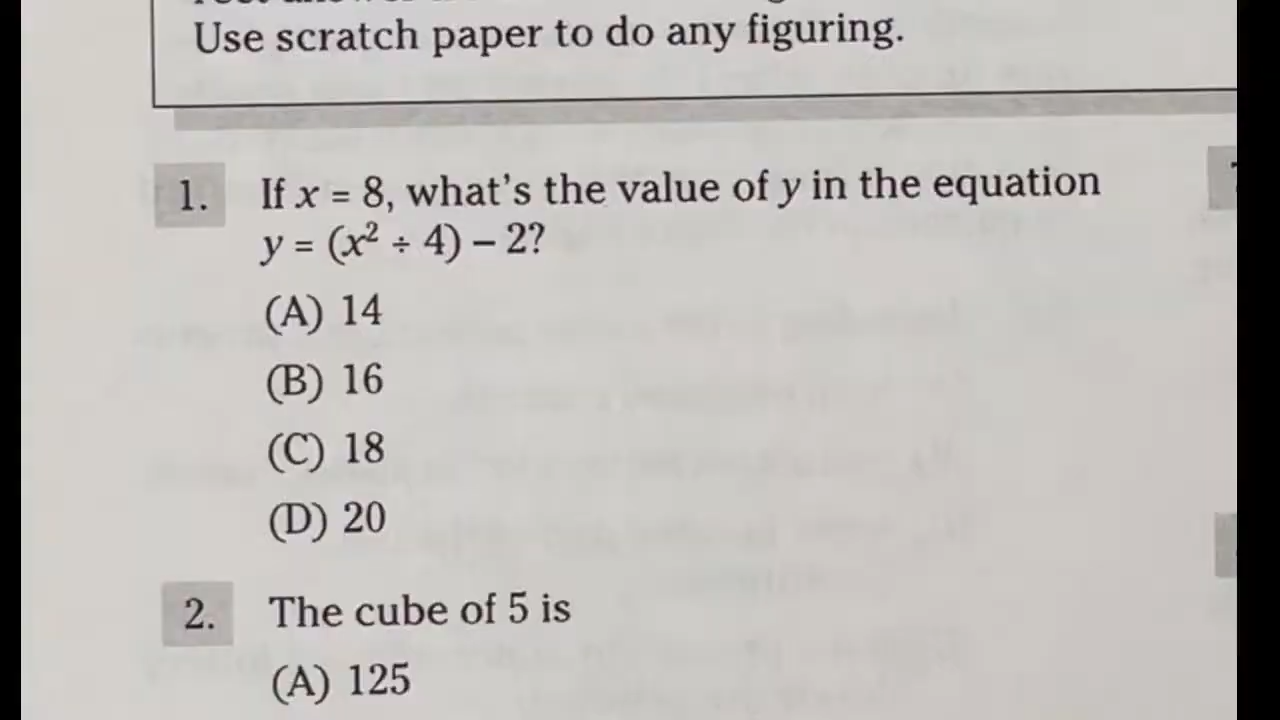 Use scratch paper to do any figuring.
1. If x = 8, what's the value of y in the equation
y = (x² ÷ 4) – 2?
(A) 14
(B) 16
(C) 18
(D) 20
2. The cube of 5 is
(A) 125